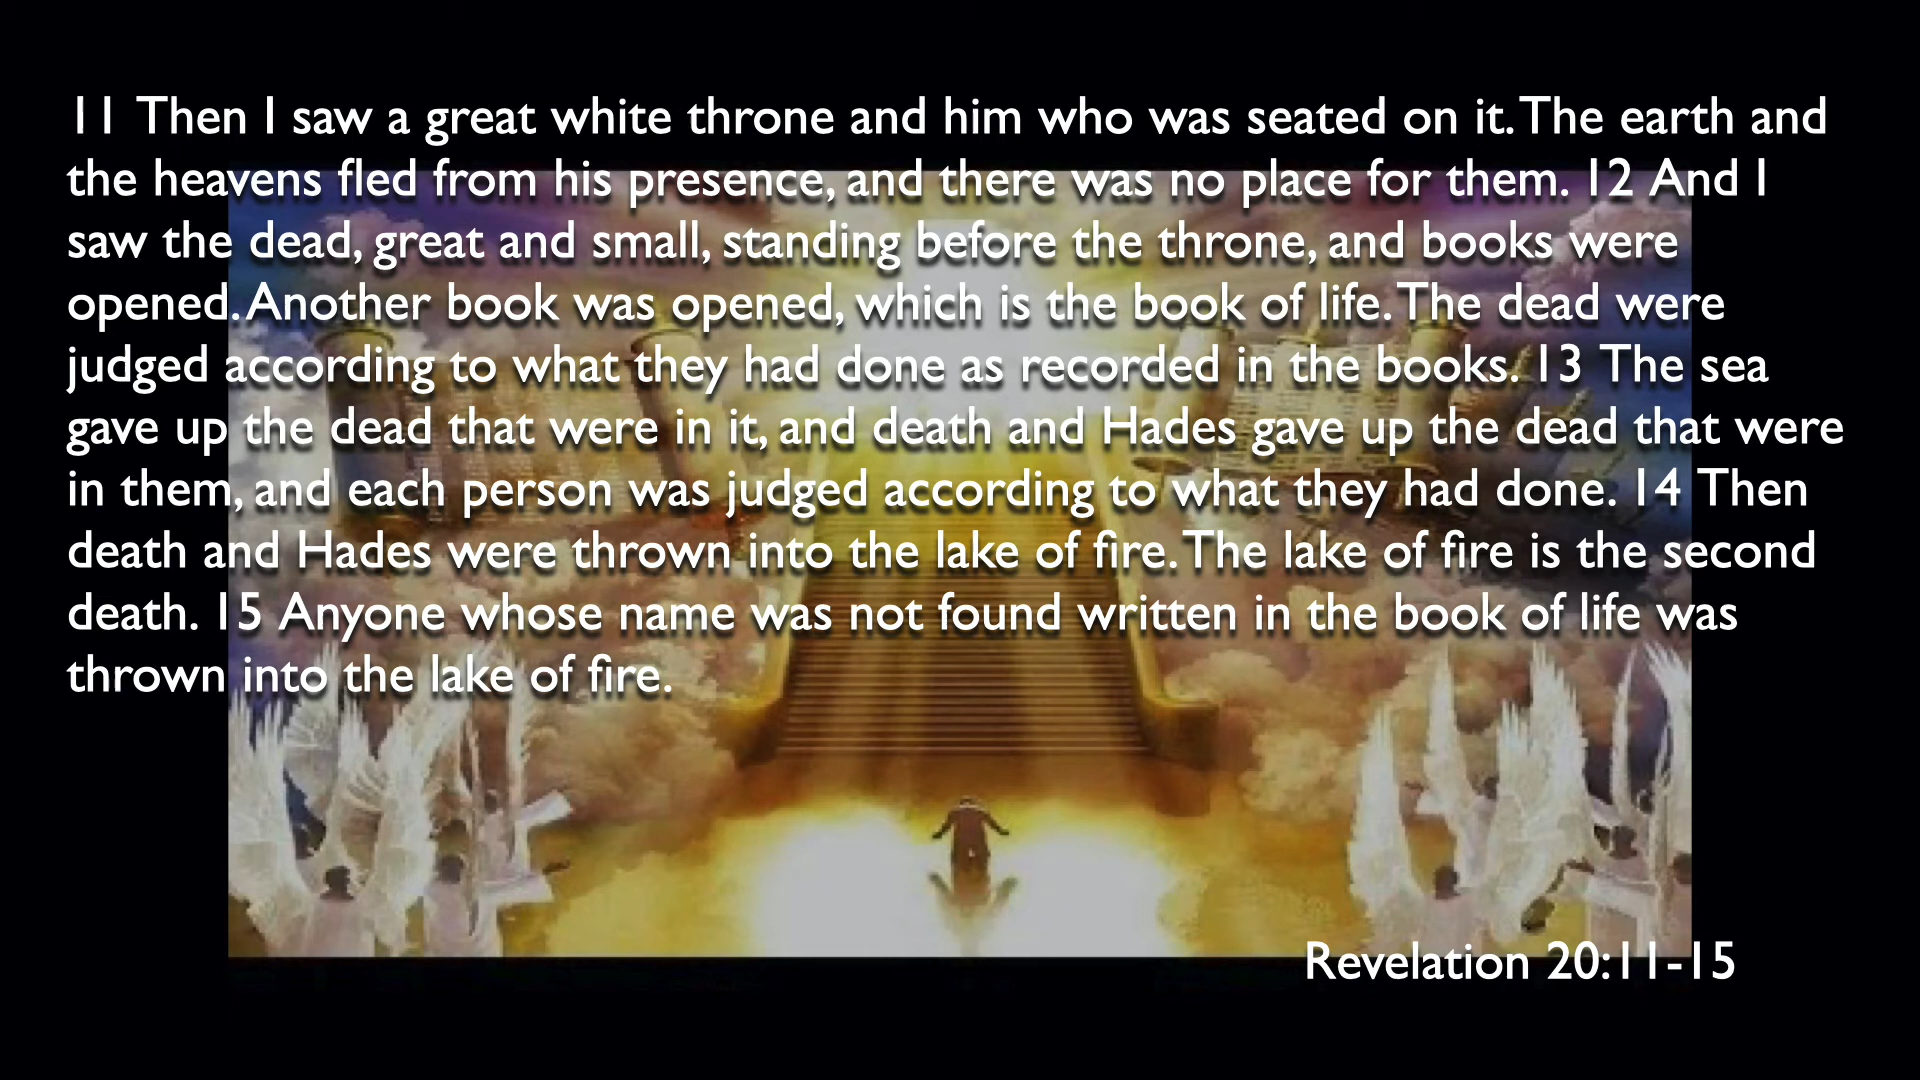 11 Then I saw a great white throne and him who was seated on it. The earth and
the heavens fled from his presence, and there was no place for them. 12 And I
saw the dead, great and small, standing before the throne, and books were
opened. Another book was opened, which is the book of life. The dead were
judged according to what they had done as recorded in the books. 13 The sea
gave up the dead that were in it, and death and Hades gave up the dead that were
in them, and each person was judged according to what they had done. 14 Then
death and Hades were thrown into the lake of fire. The lake of fire is the second
death. 15 Anyone whose name was not found written in the book of life was
thrown into the lake of fire.
Revelation 20:11-15